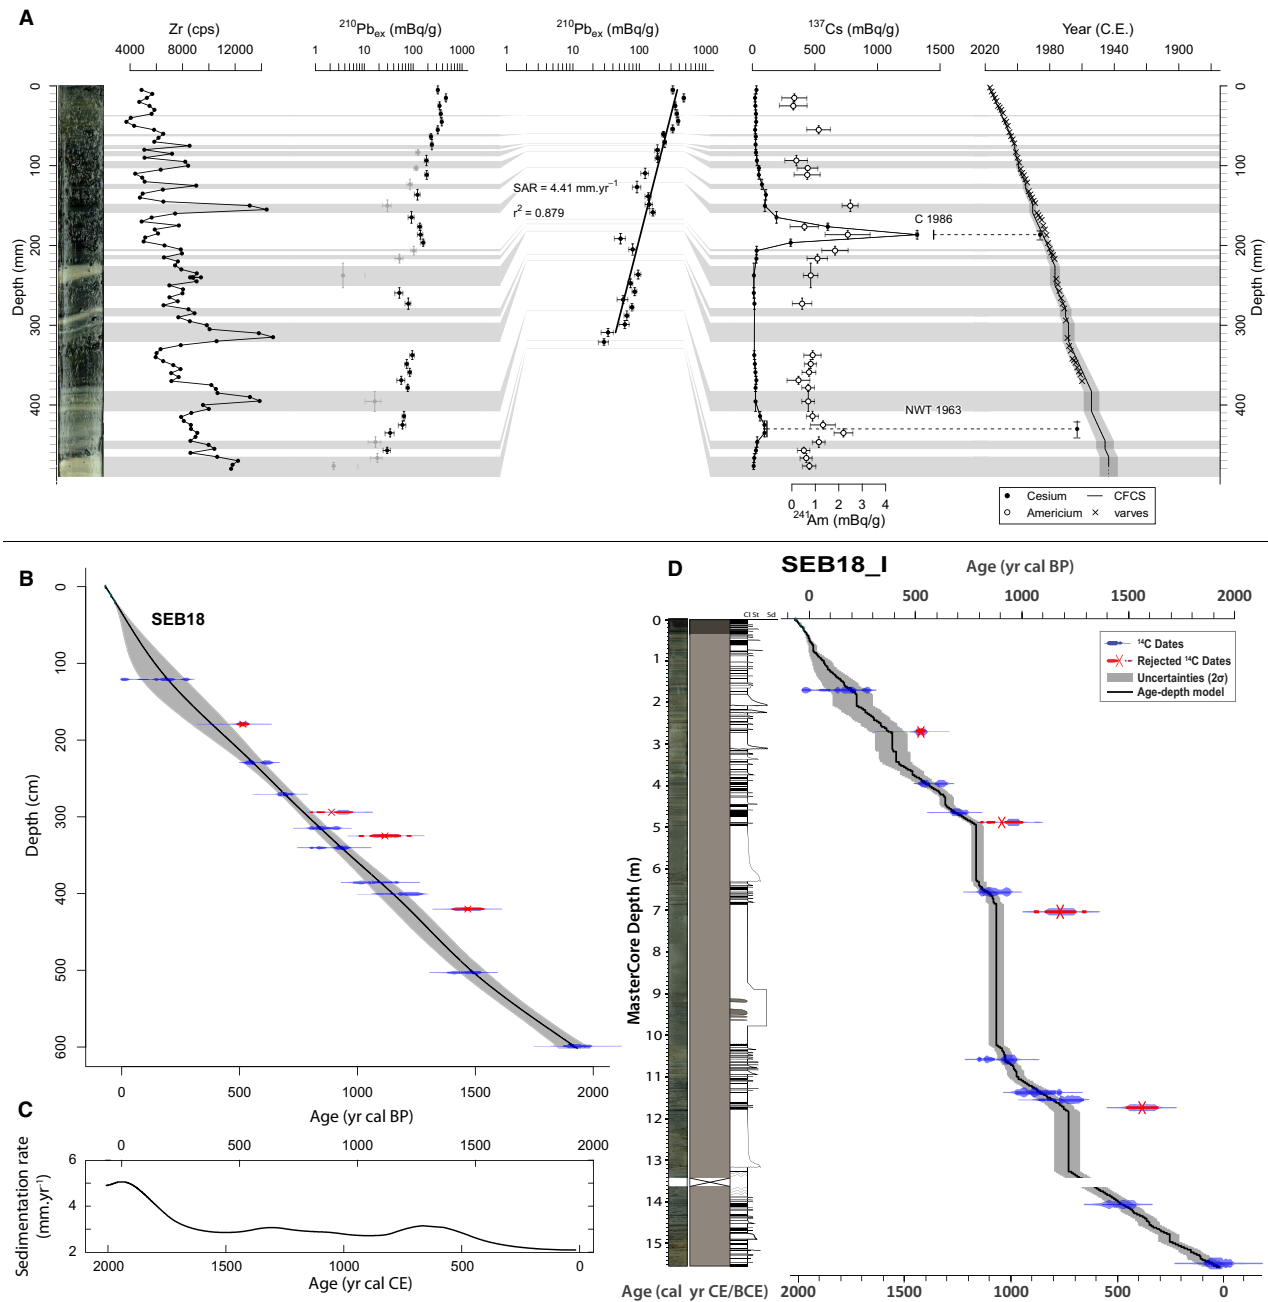 A
Zr (cps)
4000 8000 12000
210Pbex (mBq/g)
1 10 100 1000
210Pbex (mBq/g)
1 10 100 1000
137Cs (mBq/g)
0 500 1000 1500
Year (C.E.)
2020 1980 1940 1900
Depth (mm)
0
100
200
300
400
SAR = 4.41 mm.yr−1
r2 = 0.879
C 1986
NWT 1963
Depth (mm)
0
100
200
300
400
0 1 2 3 4
241Am (mBq/g)
Cesium
Americium
CFCS
varves
B
SEB18
Depth (cm)
0
100
200
300
400
500
600
0 500 1000 1500 2000
Age (yr cal BP)
C
0 500 1000 1500 2000
Sedimentation rate
(mm.yr-1)
6
4
2
2000 1500 1000 500 0
Age (yr cal CE)
D
SEB18_I
Age (yr cal BP)
0 500 1000 1500 2000
Cl St Sd
MasterCore Depth (m)
0
1
2
3
4
5
6
7
8
9
10
11
12
13
14
15
14C Dates
Rejected 14C Dates
Uncertainties (2σ)
Age-depth model
2000 1500 1000 500 0
Age (cal yr CE/BCE)